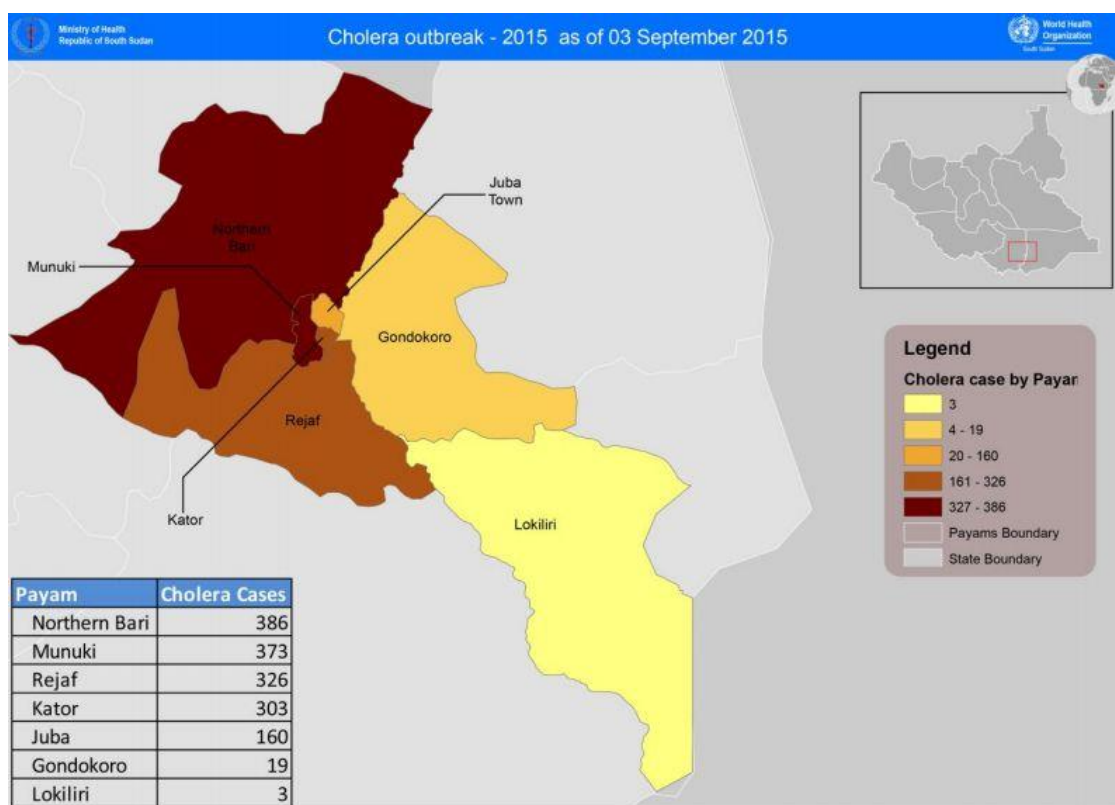 Ministry of Health
Republic of South Sudan
Cholera outbreak - 2015 as of 03 September 2015
World Health
Organization
South Sudan
Juba
Town
Northern
Bari
Munuki
Gondokoro
Rejaf
Kator
Lokiliri
Legend
Cholera case by Payar
3
4 - 19
20 - 160
161 - 326
327 - 386
Payams Boundary
State Boundary
Payam Cholera Cases
Northern Bari 386
Munuki 373
Rejaf 326
Kator 303
Juba 160
Gondokoro 19
Lokiliri 3